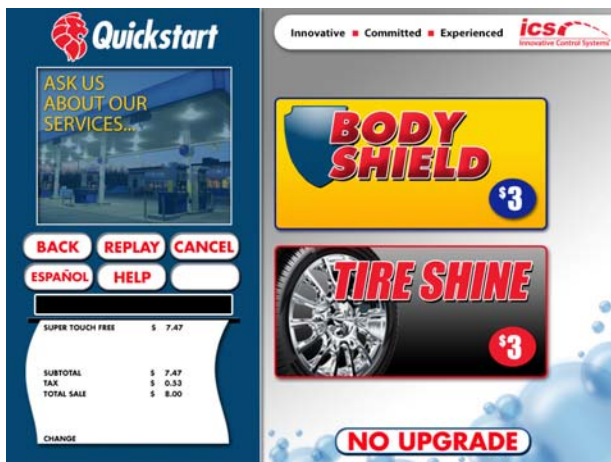 Quickstart
ASK US
ABOUT OUR
SERVICES...
BACK REPLAY CANCEL
ESPAÑOL HELP
SUPER TOUCH FREE $ 7.47
SUBTOTAL $ 7.47
TAX $ 0.53
TOTAL SALE $ 8.00
CHANGE
Innovative Committed Experienced
ics
Innovative Control Systems
BODY
SHIELD
$3
TIRE SHINE
$3
NO UPGRADE